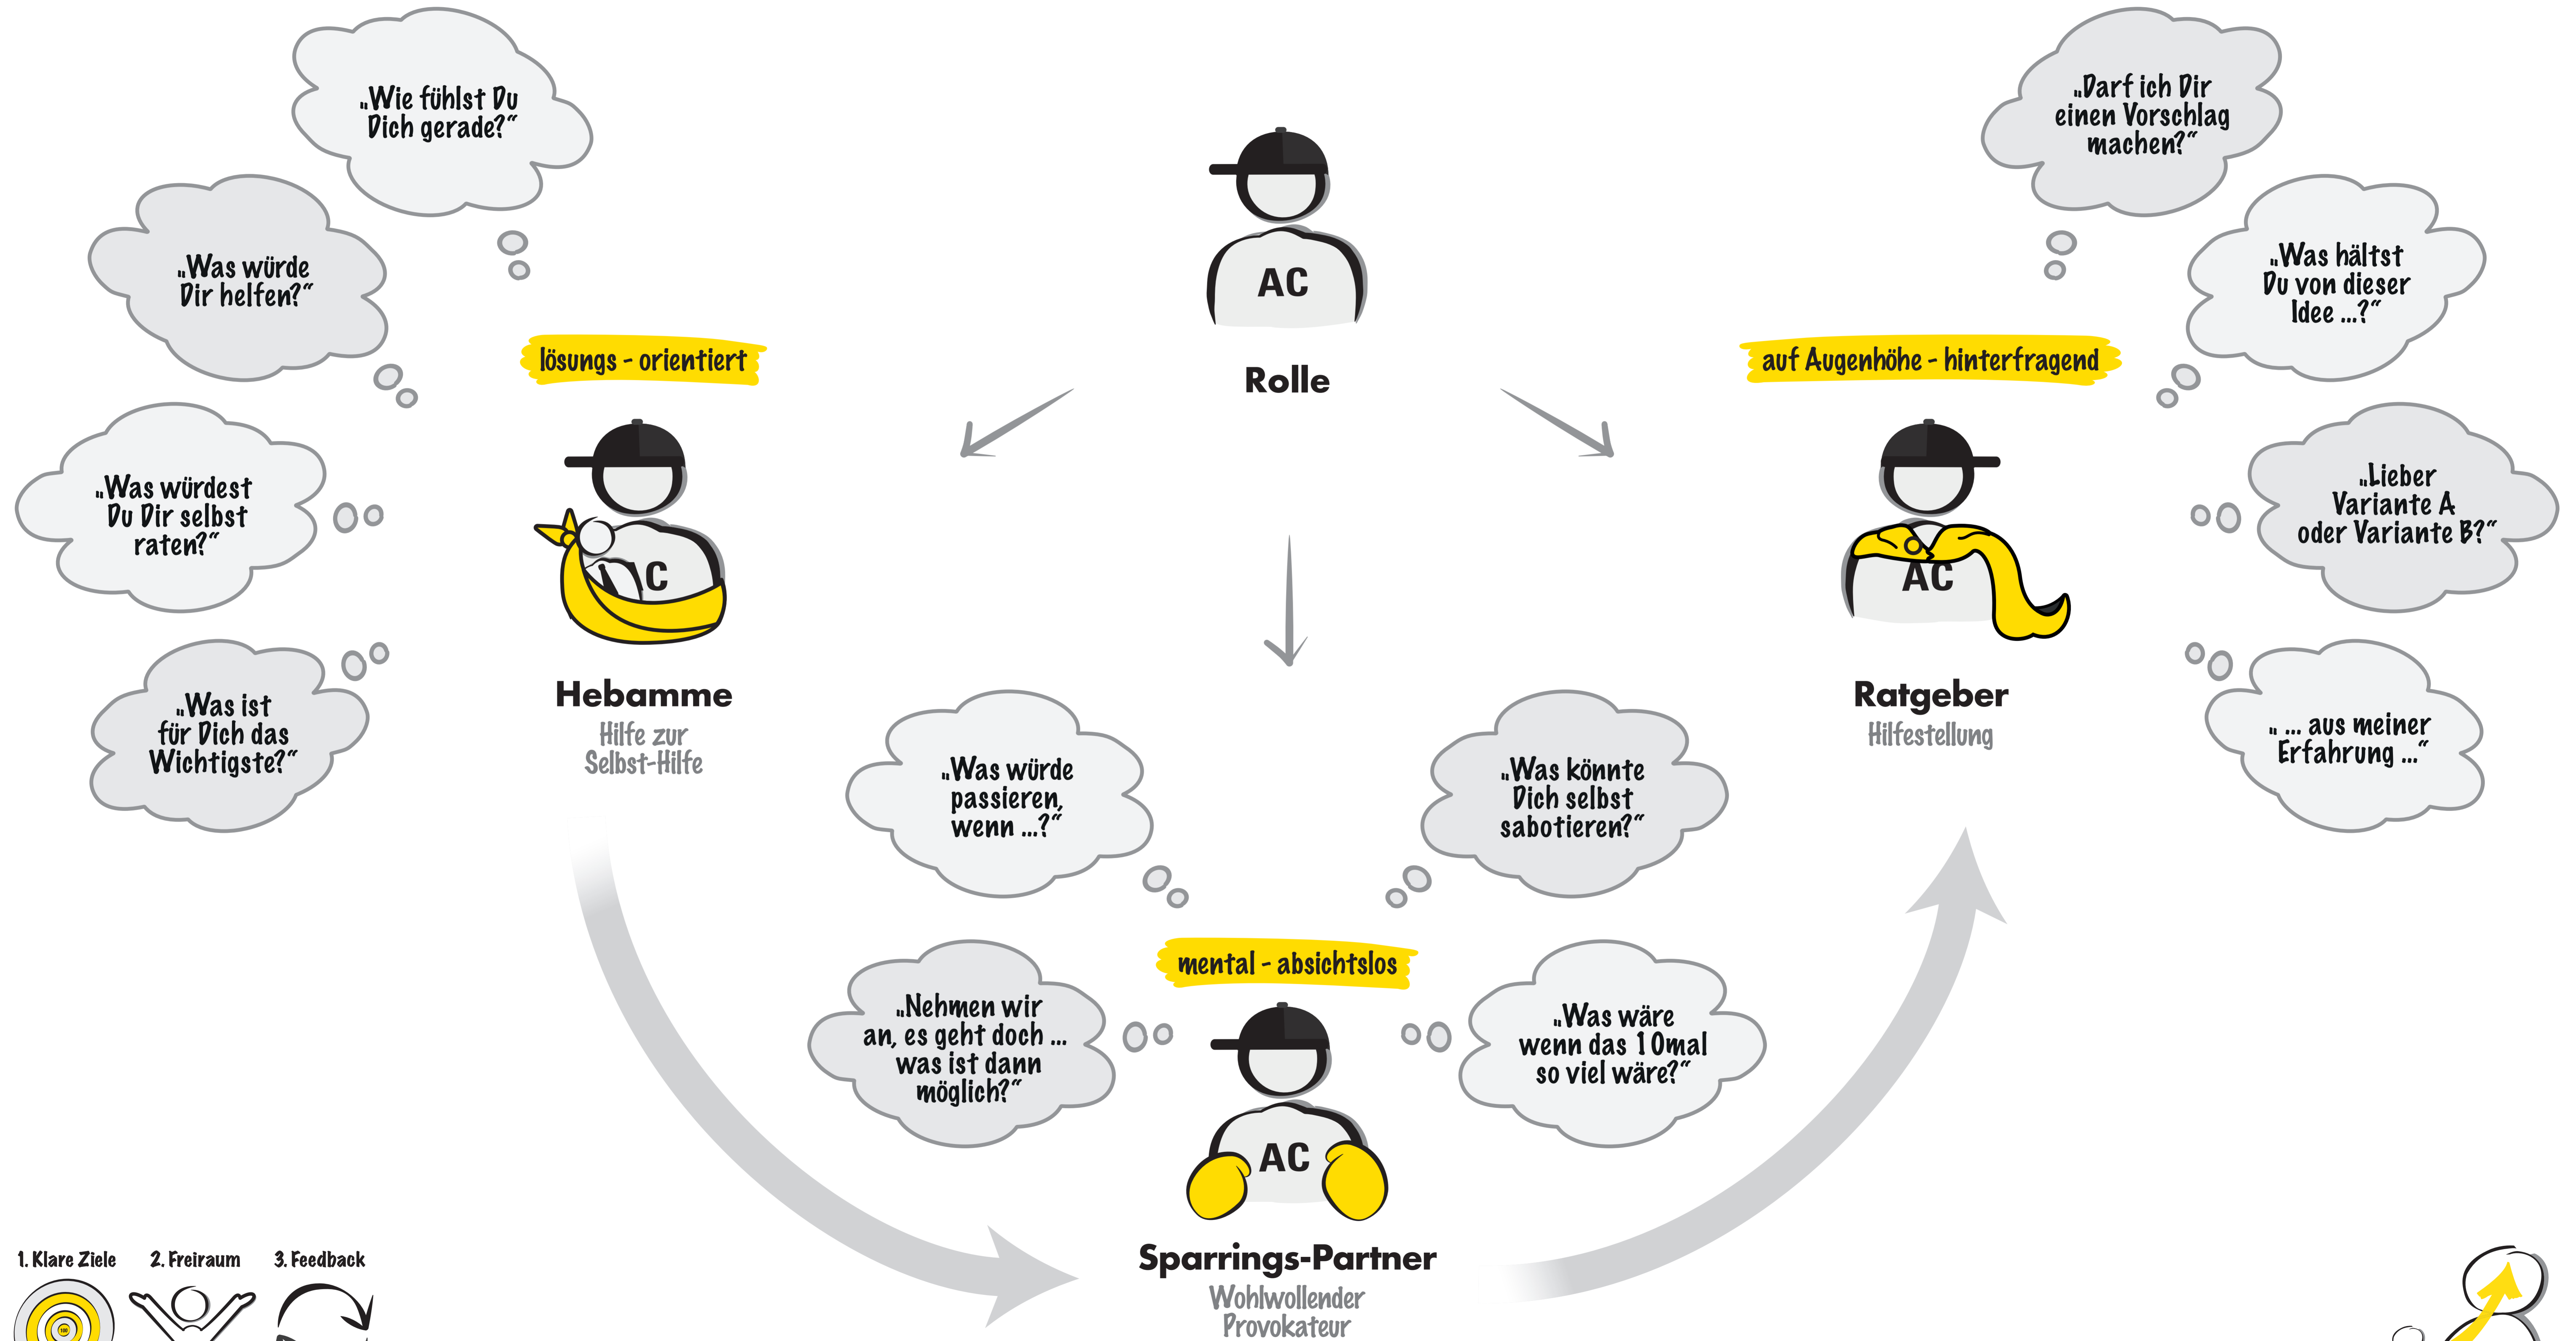 „Wie fühlst Du
Dich gerade?“
„Was würde
Dir helfen?“
„Was würdest
Du Dir selbst
raten?“
„Was ist
für Dich das
Wichtigste?“
lösungs - orientiert
C
Hebamme
Hilfe zur
Selbst-Hilfe
AC
Rolle
„Darf ich Dir
einen Vorschlag
machen?“
„Was hältst
Du von dieser
Idee ...?“
„Lieber
Variante A
oder Variante B?“
„ ... aus meiner
Erfahrung ...“
auf Augenhöhe - hinterfragend
AC
Ratgeber
Hilfestellung
„Was würde
passieren,
wenn ...?“
„Was könnte
Dich selbst
sabotieren?“
„Nehmen wir
an, es geht doch ...
was ist dann
möglich?“
„Was wäre
wenn das 10mal
so viel wäre?“
mental - absichtslos
AC
Sparrings-Partner
Wohlwollender
Provokateur
1. Klare Ziele
2. Freiraum
3. Feedback